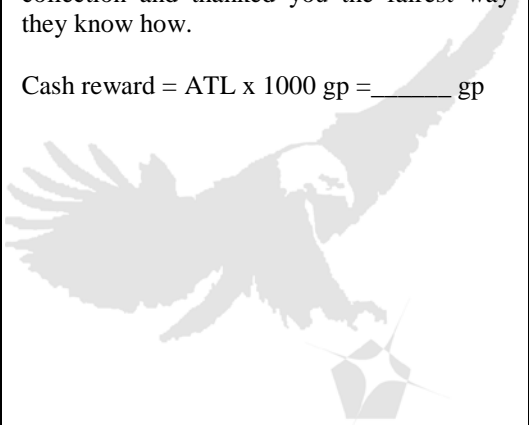 collection and thanked you the fairest way
they know how.
Cash reward = ATL x 1000 gp =______ gp